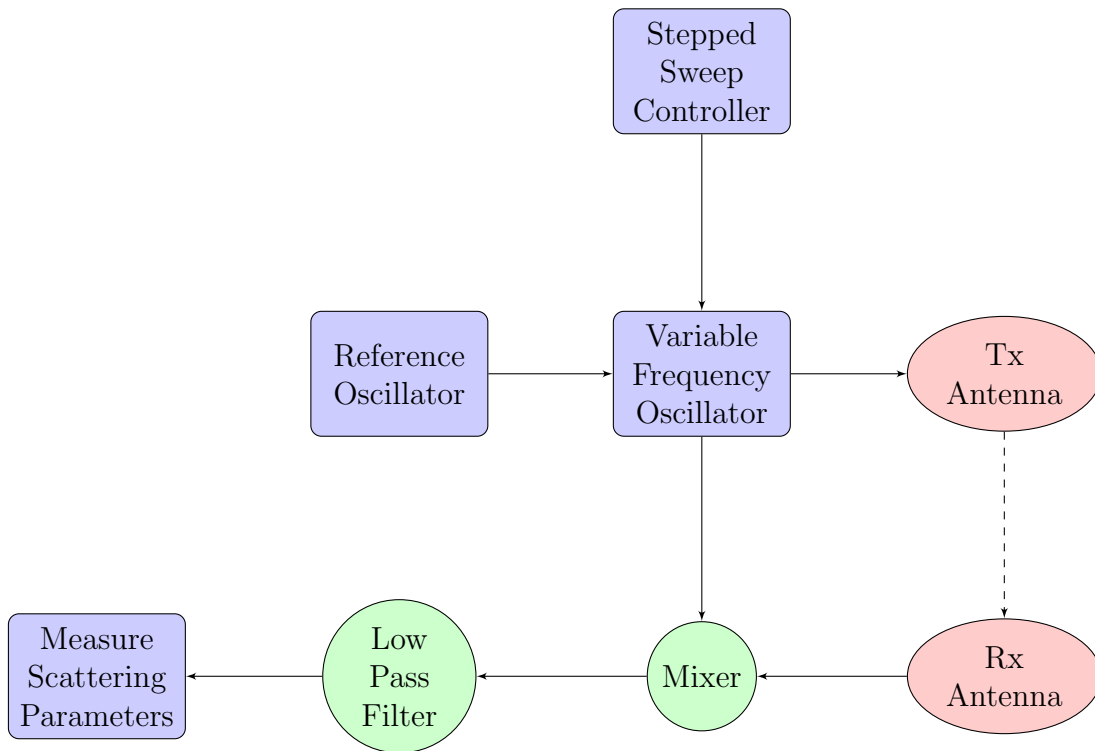 Stepped
Sweep
Controller
Reference
Oscillator
Variable
Frequency
Oscillator
Tx
Antenna
Measure
Scattering
Parameters
Low
Pass
Filter
Mixer
Rx
Antenna